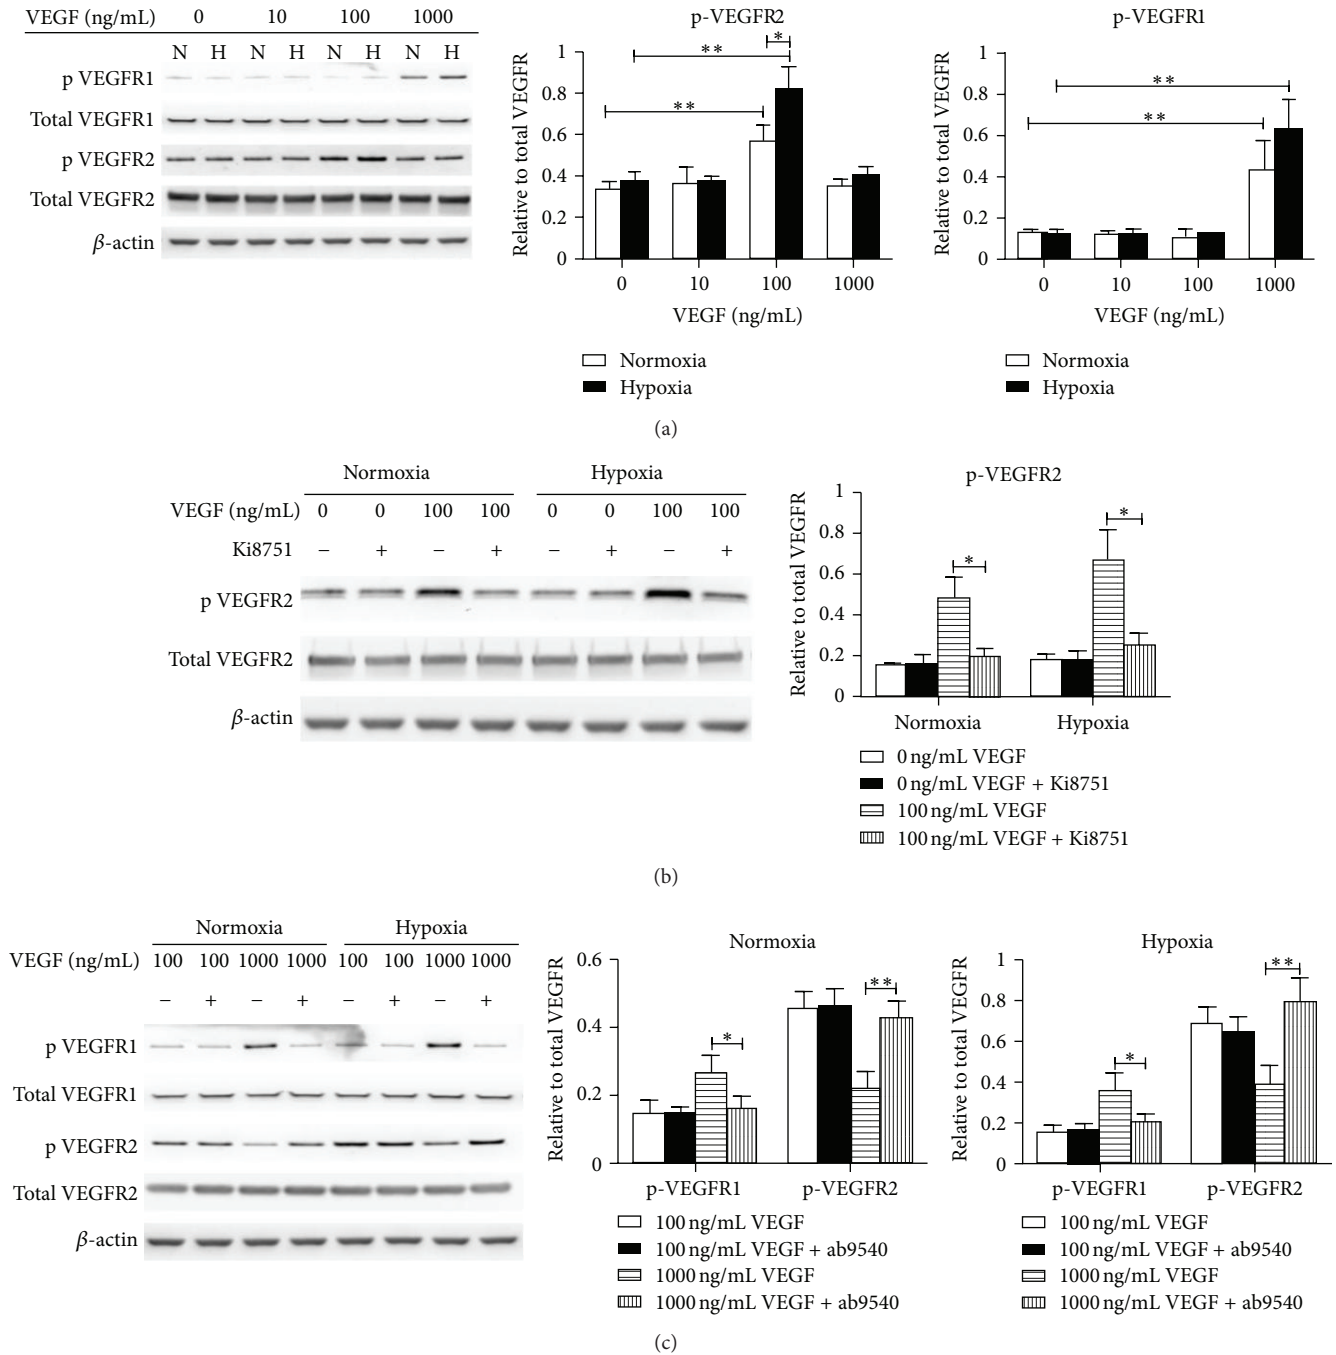 VEGF (ng/mL) 0 10 100 1000
N H N H N H N H
p VEGFR1
Total VEGFR1
p VEGFR2
Total VEGFR2
β-actin
p-VEGFR2
Relative to total VEGFR
1
0.8
0.6
0.4
0.2
0
** * **
0 10 100 1000
VEGF (ng/mL)
Normoxia
Hypoxia
p-VEGFR1
Relative to total VEGFR
1
0.8
0.6
0.4
0.2
0
**
**
0 10 100 1000
VEGF (ng/mL)
Normoxia
Hypoxia
(a)
Normoxia Hypoxia
VEGF (ng/mL) 0 0 100 100 0 0 100 100
Ki8751 − + − + − + − +
p VEGFR2
Total VEGFR2
β-actin
p-VEGFR2
Relative to total VEGFR
1
0.8
0.6
0.4
0.2
0
* *
Normoxia Hypoxia
0 ng/mL VEGF
0 ng/mL VEGF + Ki8751
100 ng/mL VEGF
100 ng/mL VEGF + Ki8751
(b)
Normoxia Hypoxia
VEGF (ng/mL) 100 100 1000 1000 100 100 1000 1000
− + − + − + − +
p VEGFR1
Total VEGFR1
p VEGFR2
Total VEGFR2
β-actin
Normoxia
Relative to total VEGFR
0.6
0.4
0.2
0
* **
p-VEGFR1 p-VEGFR2
100 ng/mL VEGF
100 ng/mL VEGF + ab9540
1000 ng/mL VEGF
1000 ng/mL VEGF + ab9540
Hypoxia
Relative to total VEGFR
1
0.8
0.6
0.4
0.2
0
* **
p-VEGFR1 p-VEGFR2
100 ng/mL VEGF
100 ng/mL VEGF + ab9540
1000 ng/mL VEGF
1000 ng/mL VEGF + ab9540
(c)